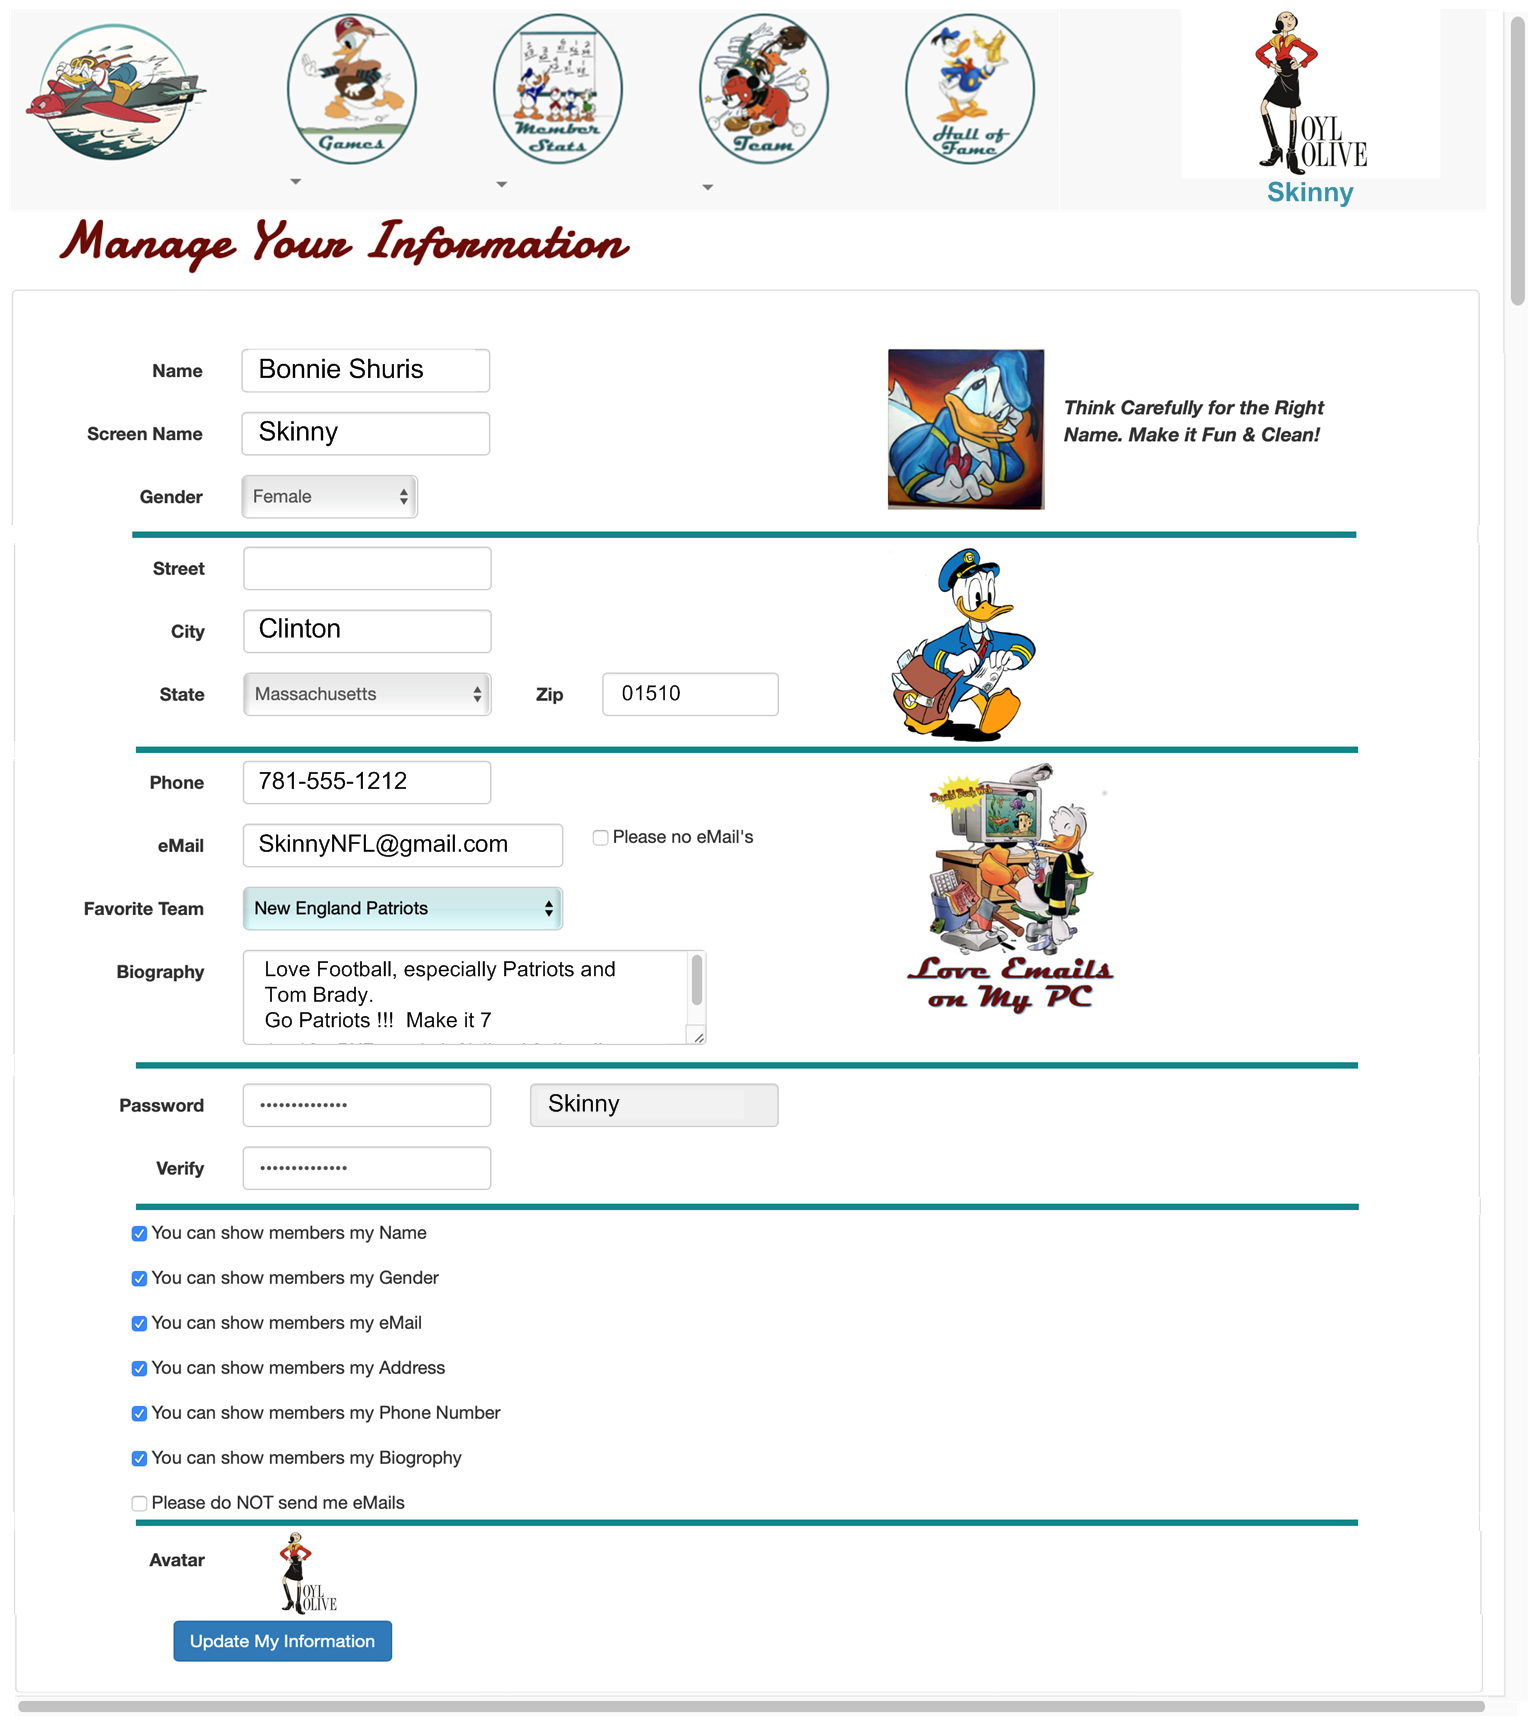 Games
Member
Stats
Team
Hall of
Fame
OYL
OLIVE
Skinny
Manage Your Information
Name Bonnie Shuris
Screen Name Skinny
Gender Female
Think Carefully for the Right
Name. Make it Fun & Clean!
Street
City Clinton
State Massachusetts Zip 01510
Phone 781-555-1212
eMail SkinnyNFL@gmail.com Please no eMail's
Favorite Team New England Patriots
Biography Love Football, especially Patriots and
Tom Brady.
Go Patriots !!! Make it 7
Donald Duck Web
Love Emails
on My PC
Password •••••••••••••• Skinny
Verify ••••••••••••••
You can show members my Name
You can show members my Gender
You can show members my eMail
You can show members my Address
You can show members my Phone Number
You can show members my Biogrophy
Please do NOT send me eMails
Avatar
OYL
OLIVE
Update My Information